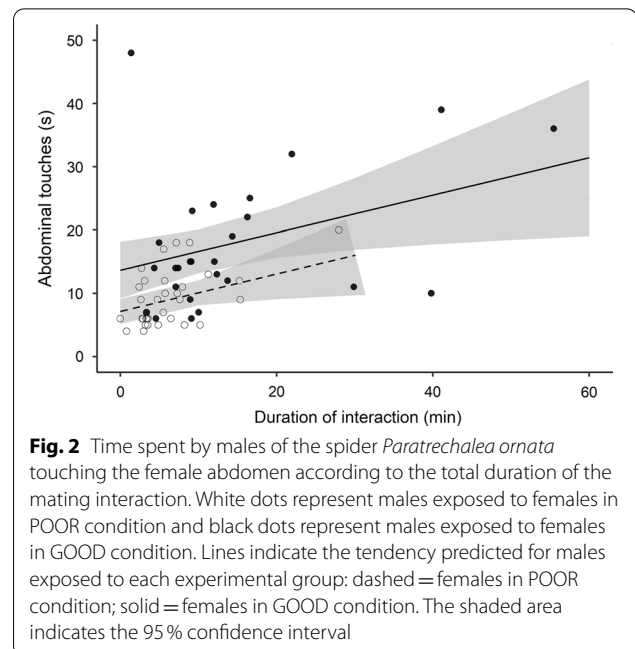 50
40
30
20
10
0
Abdominal touches (s)
0
20
40
60
Duration of interaction (min)
Fig. 2 Time spent by males of the spider Paratrechalea ornata
touching the female abdomen according to the total duration of the
mating interaction. White dots represent males exposed to females in
POOR condition and black dots represent males exposed to females
in GOOD condition. Lines indicate the tendency predicted for males
exposed to each experimental group: dashed = females in POOR
condition; solid = females in GOOD condition. The shaded area
indicates the 95% confidence interval